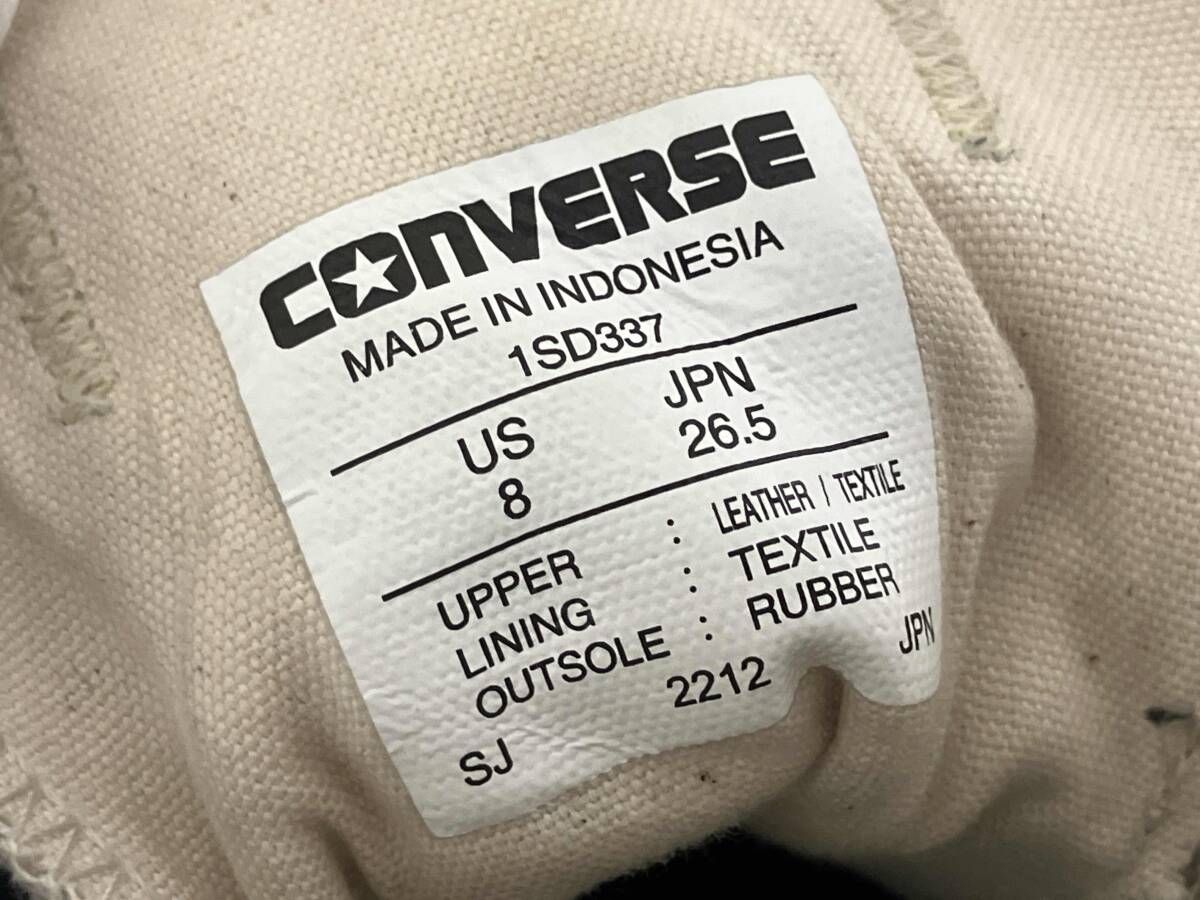 CONVERSE
MADE IN INDONESIA
1SD337
US JPN
8 26.5
UPPER : LEATHER / TEXTILE
LINING : TEXTILE
OUTSOLE : RUBBER
SJ 2212 JPN